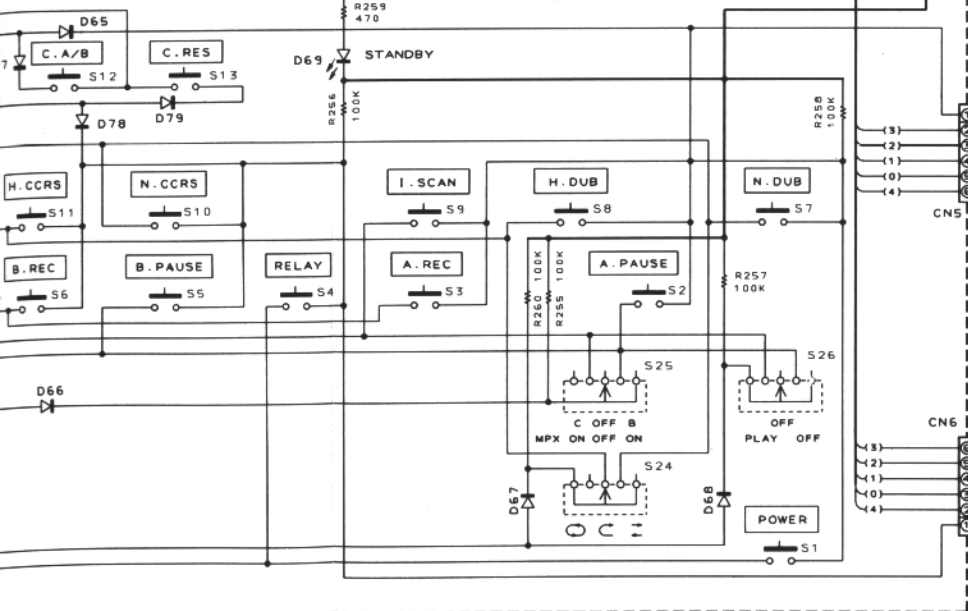 R259
470
D65
C.A/B
C.RES
D69
STANDBY
7
S12
S13
R256
100K
R258
100K
D78
D79
(3)
(2)
(1)
(0)
(4)
H.CCRS
N.CCRS
I.SCAN
H.DUB
N.DUB
CN5
S11
S10
S9
S8
S7
B.REC
B.PAUSE
RELAY
A.REC
R260 100K
R255 100K
A.PAUSE
R257
100K
S6
S5
S4
S3
S2
S25
S26
D66
C OFF B
MPX ON OFF ON
OFF
PLAY OFF
CN6
S24
(3)
(2)
(1)
(0)
(4)
D67
D68
POWER
S1